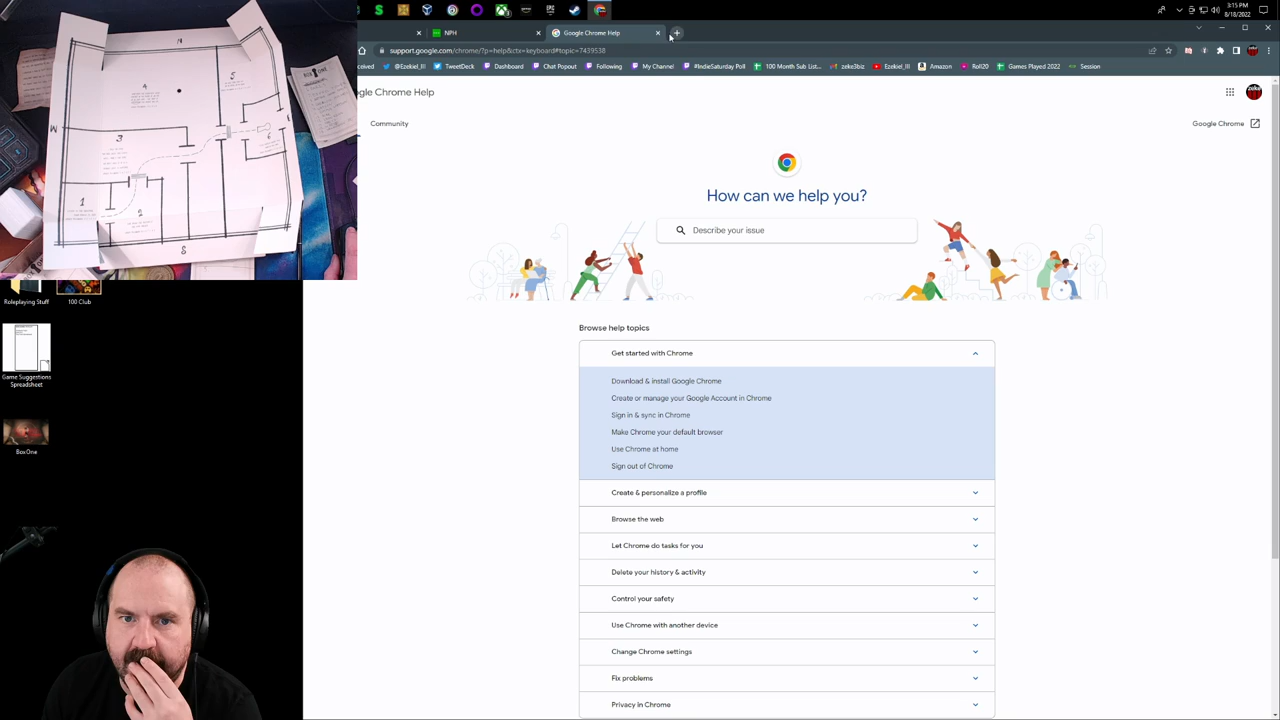 3:15 PM
8/18/2022
NPH
Google Chrome Help
support.google.com/chrome/?p=help&ctx=keyboard#topic=7439538
@Ezekiel_III
TweetDeck
Dashboard
Chat Popout
Following
My Channel
#IndieSaturday Poll
100 Month Sub List...
zeke3biz
Ezekiel_III
Amazon
Roll20
Games Played 2022
Session
gle Chrome Help
Community
Google Chrome
How can we help you?
Describe your issue
Browse help topics
Get started with Chrome
Download & install Google Chrome
Create or manage your Google Account in Chrome
Sign in & sync in Chrome
Make Chrome your default browser
Use Chrome at home
Sign out of Chrome
Create & personalize a profile
Browse the web
Let Chrome do tasks for you
Delete your history & activity
Control your safety
Use Chrome with another device
Change Chrome settings
Fix problems
Privacy in Chrome
N
5
4
3
6
1
2
S
Roleplaying Stuff
100 Club
Game Suggestions
Spreadsheet
BoxOne